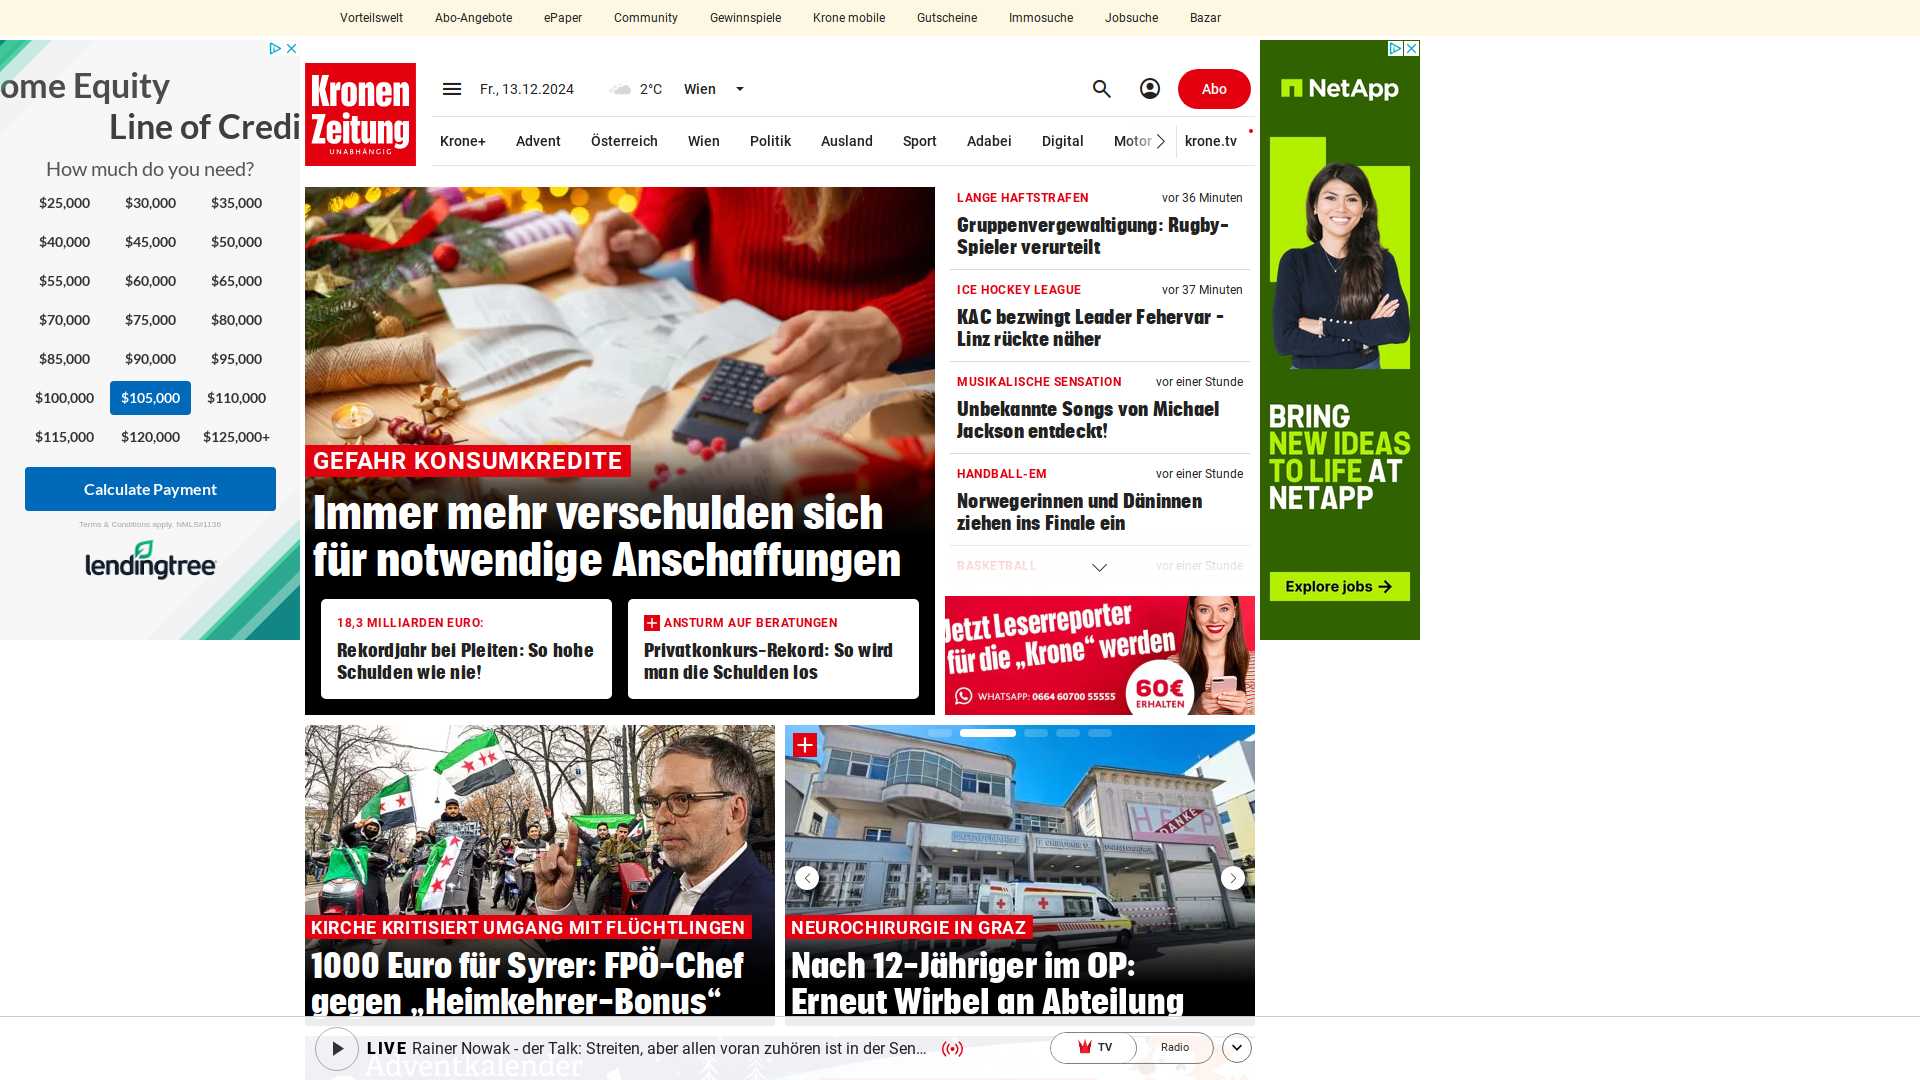 Vorteilswelt
Abo-Angebote
ePaper
Community
Gewinnspiele
Krone mobile
Gutscheine
Immosuche
Jobsuche
Bazar
ome Equity
Line of Credi
How much do you need?
$25,000 $30,000 $35,000
$40,000 $45,000 $50,000
$55,000 $60,000 $65,000
$70,000 $75,000 $80,000
$85,000 $90,000 $95,000
$100,000 $105,000 $110,000
$115,000 $120,000 $125,000+
Calculate Payment
Terms & Conditions apply. NMLS#1136
lendingtree
Kronen
Zeitung
UNABHÄNGIG
Fr., 13.12.2024
2°C
Wien
Abo
Krone+
Advent
Österreich
Wien
Politik
Ausland
Sport
Adabei
Digital
Motor
krone.tv
GEFAHR KONSUMKREDITE
Immer mehr verschulden sich
für notwendige Anschaffungen
18,3 MILLIARDEN EURO:
Rekordjahr bei Pleiten: So hohe
Schulden wie nie!
ANSTURM AUF BERATUNGEN
Privatkonkurs-Rekord: So wird
man die Schulden los
LANGE HAFTSTRAFEN
vor 36 Minuten
Gruppenvergewaltigung: Rugby-
Spieler verurteilt
ICE HOCKEY LEAGUE
vor 37 Minuten
KAC bezwingt Leader Fehervar -
Linz rückte näher
MUSIKALISCHE SENSATION
vor einer Stunde
Unbekannte Songs von Michael
Jackson entdeckt!
HANDBALL-EM
vor einer Stunde
Norwegerinnen und Däninnen
ziehen ins Finale ein
BASKETBALL
vor einer Stunde
Jetzt Leserreporter
für die „Krone“ werden
WHATSAPP: 0664 60700 55555
60€
ERHALTEN
NetApp
BRING
NEW IDEAS
TO LIFE AT
NETAPP
Explore jobs →
KIRCHE KRITISIERT UMGANG MIT FLÜCHTLINGEN
1000 Euro für Syrer: FPÖ-Chef
gegen „Heimkehrer-Bonus“
HELP
DANKE
NEUROCHIRURGIE IN GRAZ
Nach 12-Jähriger im OP:
Erneut Wirbel an Abteilung
LIVE Rainer Nowak - der Talk: Streiten, aber allen voran zuhören ist in der Sen...
TV
Radio
Adventkalender